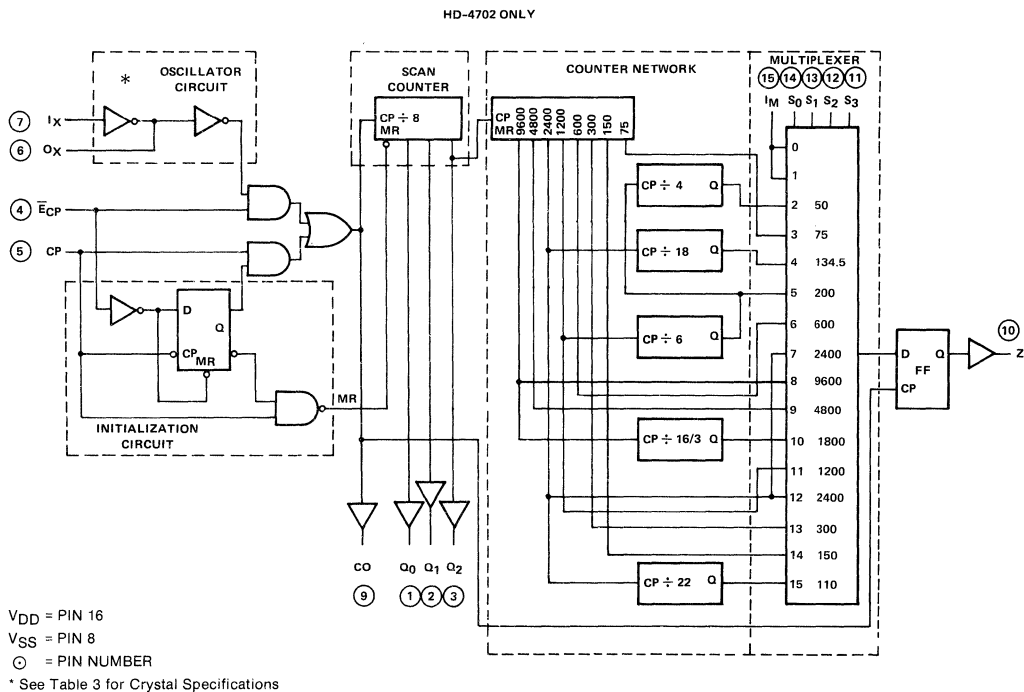 HD-4702 ONLY
*
OSCILLATOR
CIRCUIT
7 IX
6 OX
4 E̅CP
5 CP
D
Q
CP
MR
INITIALIZATION
CIRCUIT
MR
SCAN
COUNTER
CP ÷ 8
MR
CO
Q0 Q1 Q2
9 1 2 3
COUNTER NETWORK
CP
MR
9600
4800
2400
1200
600
300
150
75
CP ÷ 4 Q
CP ÷ 18 Q
CP ÷ 6 Q
CP ÷ 16/3 Q
CP ÷ 22 Q
MULTIPLEXER
15 14 13 12 11
IM S0 S1 S2 S3
0
1
2 50
3 75
4 134.5
5 200
6 600
7 2400
8 9600
9 4800
10 1800
11 1200
12 2400
13 300
14 150
15 110
D Q
FF
CP
10
Z
VDD = PIN 16
VSS = PIN 8
⊙ = PIN NUMBER
* See Table 3 for Crystal Specifications